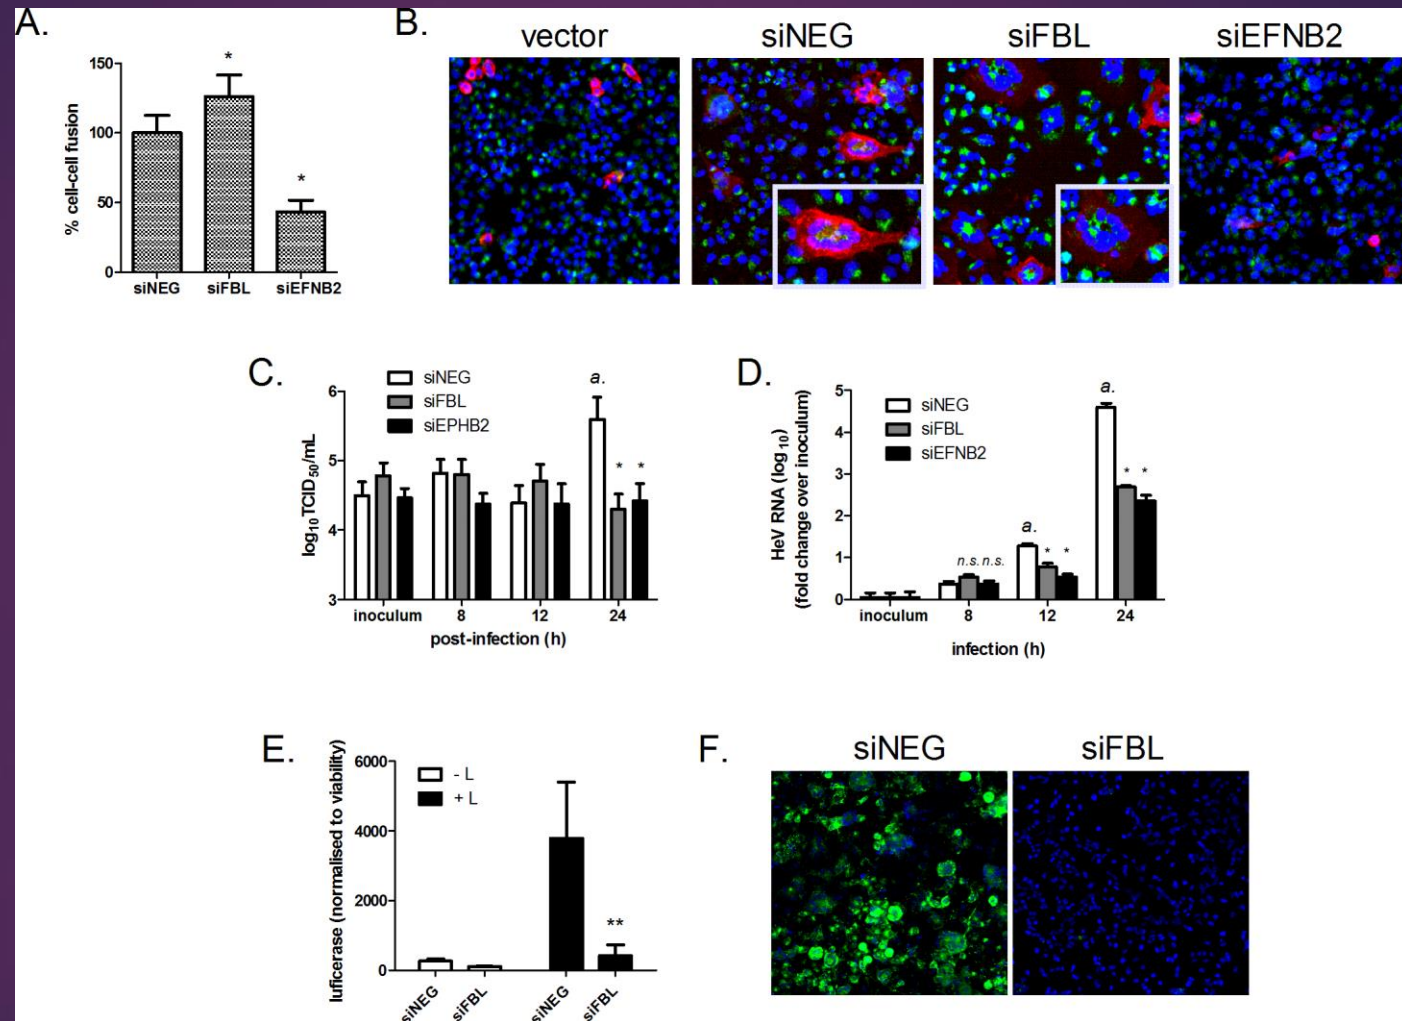 A.
150
100
50
0
% cell-cell fusion
*
*
siNEG
siFBL
siEFNB2
B.
vector
siNEG
siFBL
siEFNB2
C.
siNEG
siFBL
siEPHB2
6
5
4
3
log10TCID50/mL
a.
* *
inoculum
8
12
24
post-infection (h)
D.
siNEG
siFBL
siEFNB2
5
4
3
2
1
0
HeV RNA (log 10)
(fold change over inoculum)
n.s. n.s.
a.
* *
a.
* *
inoculum
8
12
24
infection (h)
E.
- L
+ L
6000
4000
2000
0
luficerase (normalised to viability)
**
siNEG
siFBL
siNEG
siFBL
F.
siNEG
siFBL